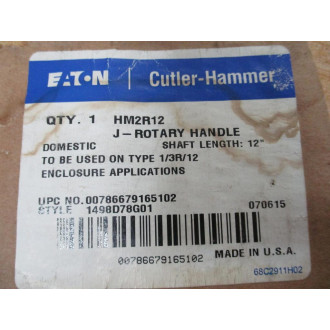 EATON Cutler-Hammer
QTY. 1 HM2R12
J-ROTARY HANDLE
DOMESTIC SHAFT LENGTH: 12"
TO BE USED ON TYPE 1/3R/12
ENCLOSURE APPLICATIONS
UPC NO.00786679165102
STYLE 1498D78G01 070615
MADE IN U.S.A.
00786679165102
68C2911H02